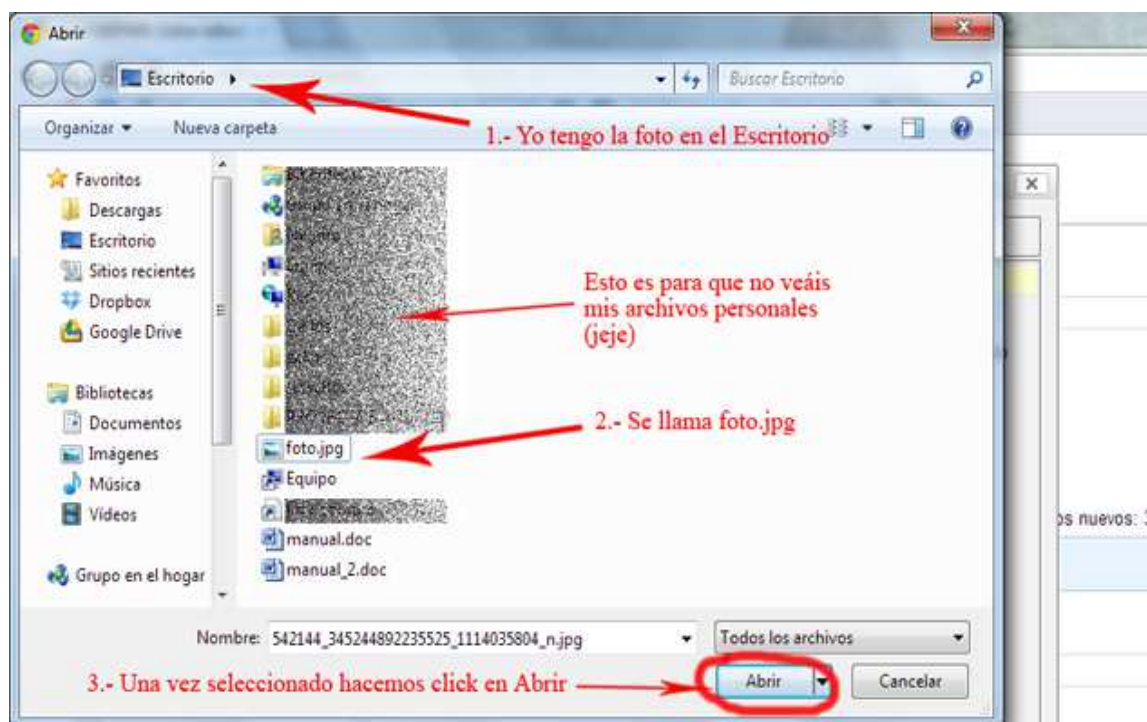 Abrir
Escritorio
Buscar Escritorio
Organizar
Nueva carpeta
1.- Yo tengo la foto en el Escritorio
Favoritos
Descargas
Escritorio
Sitios recientes
Dropbox
Google Drive
Bibliotecas
Documentos
Imágenes
Música
Vídeos
Grupo en el hogar
Esto es para que no veáis
mis archivos personales
(jeje)
2.- Se llama foto.jpg
foto.jpg
Equipo
manual.doc
manual_2.doc
os nuevos: 3
Nombre: 542144_345244892235525_1114035804_n.jpg
Todos los archivos
3.- Una vez seleccionado hacemos click en Abrir
Abrir
Cancelar